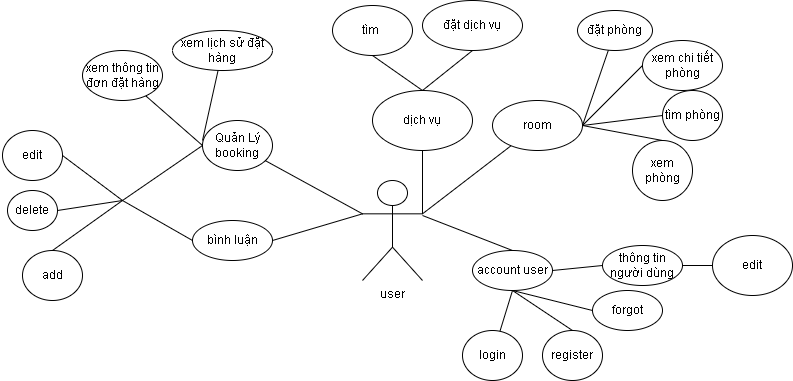 xem lịch sử đặt
hàng
tìm
đặt dịch vụ
đặt phòng
xem chi tiết
phòng
xem thông tin
đơn đặt hàng
tìm phòng
dịch vụ
room
Quản Lý
booking
edit
xem
phòng
delete
bình luận
add
user
account user
thông tin
người dùng
edit
forgot
login
register